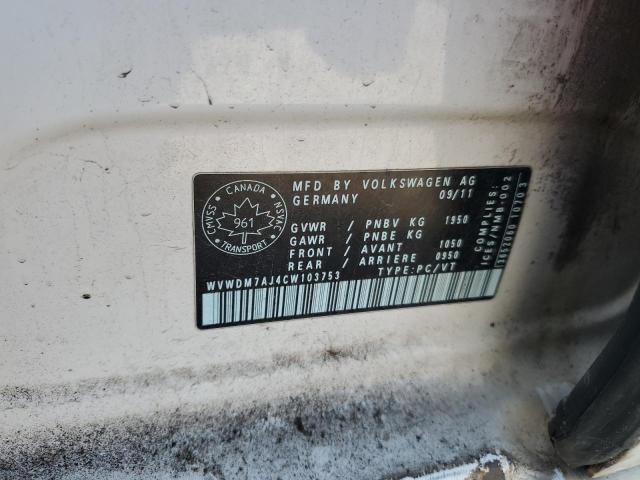 CMVSS CANADA NSVAC
961
TRANSPORT
MFD BY VOLKSWAGEN AG
GERMANY 09/11
GVWR / PNBV KG 1950
GAWR / PNBE KG
FRONT / AVANT 1050
REAR / ARRIERE 0950
WVWDM7AJ4CW103753 TYPE:PC/VT
COMPLIES:
ICES/NMB-002